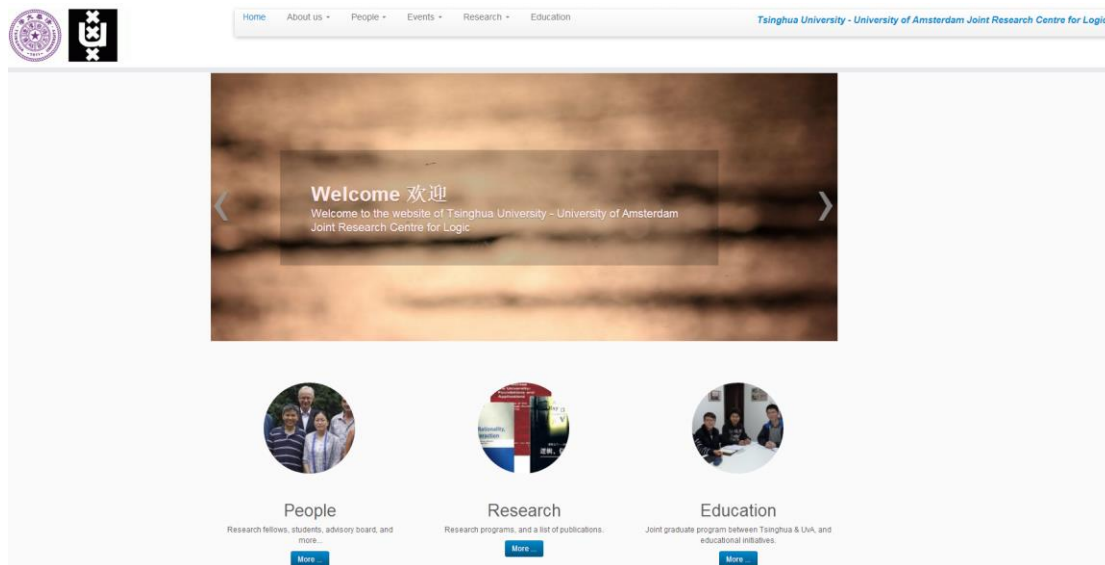 Home About us People Events Research Education
Tsinghua University - University of Amsterdam Joint Research Centre for Logic
Welcome 欢迎
Welcome to the website of Tsinghua University - University of Amsterdam
Joint Research Centre for Logic
People
Research fellows, students, advisory board, and
more...
More ...
Research
Research programs, and a list of publications.
More ...
Education
Joint graduate program between Tsinghua & UvA, and
educational initiatives.
More ...